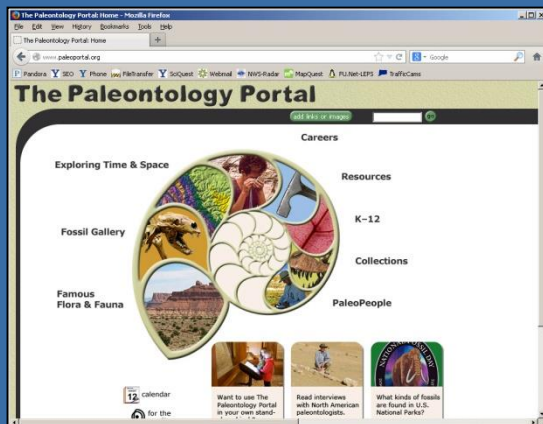 The Paleontology Portal: Home - Mozilla Firefox
File Edit View History Bookmarks Tools Help
The Paleontology Portal: Home +
www.paleoportal.org
Google
Pandora SEO Phone FileTransfer SciQuest Webmail NWS-Radar MapQuest FU.Net-LEPS TrafficCams
The Paleontology Portal
add links or images
Careers
Exploring Time & Space
Resources
Fossil Gallery
K–12
Collections
Famous
Flora & Fauna
PaleoPeople
NATIONAL FOSSIL DAY
12 calendar
for the
Want to use The
Paleontology Portal
in your own stand-
Read interviews
with North American
paleontologists.
What kinds of fossils
are found in U.S.
National Parks?